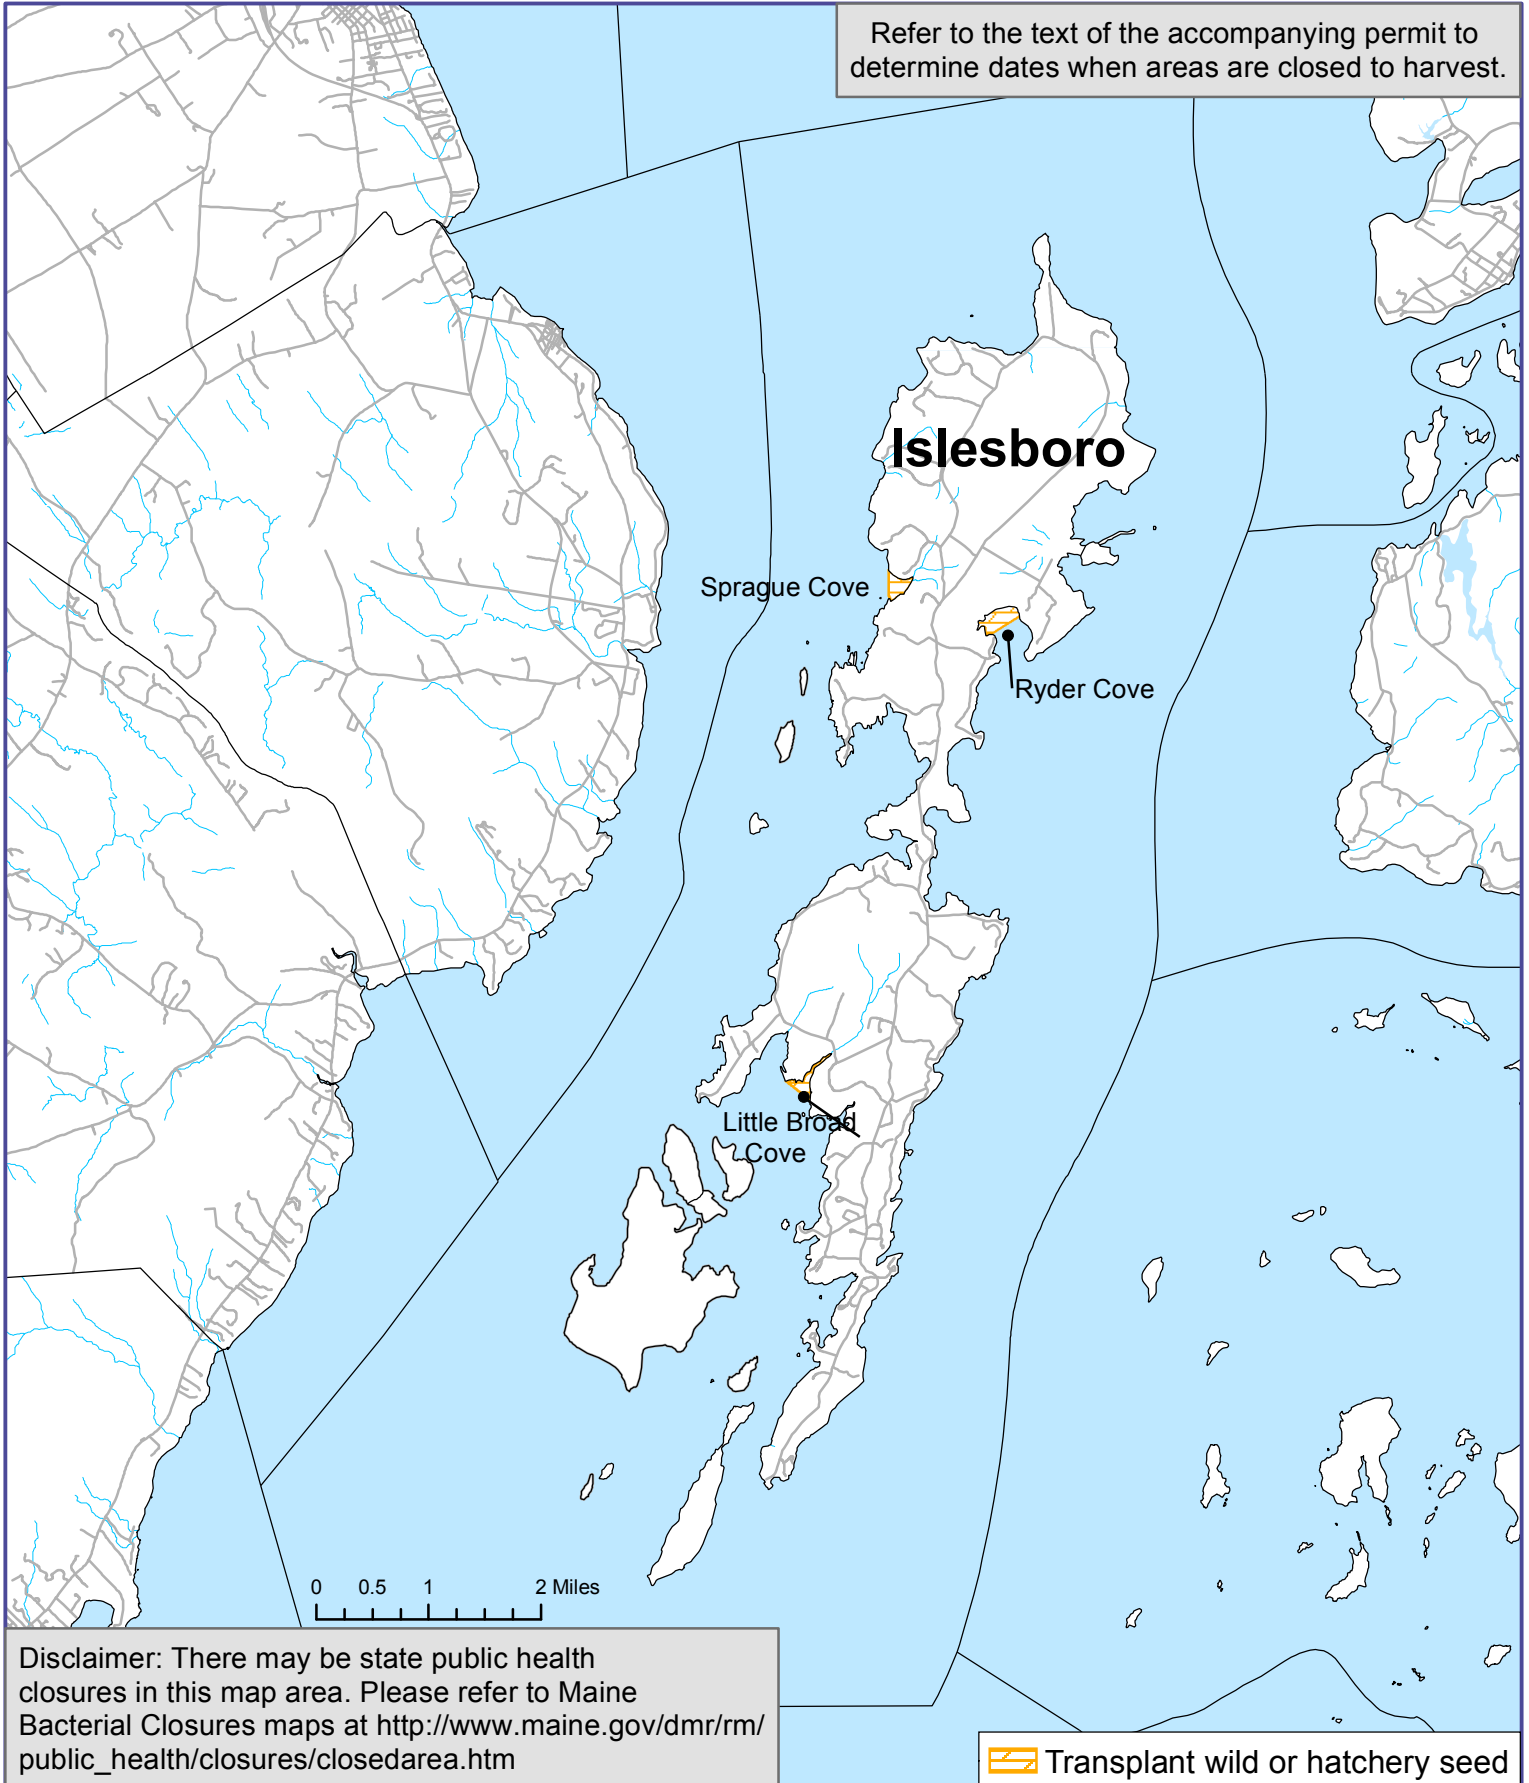 Refer to the text of the accompanying permit to
determine dates when areas are closed to harvest.
Islesboro
Sprague Cove
Ryder Cove
Little Broad
Cove
0 0.5 1 2 Miles
Disclaimer: There may be state public health
closures in this map area. Please refer to Maine
Bacterial Closures maps at http://www.maine.gov/dmr/rm/
public_health/closures/closedarea.htm
Transplant wild or hatchery seed